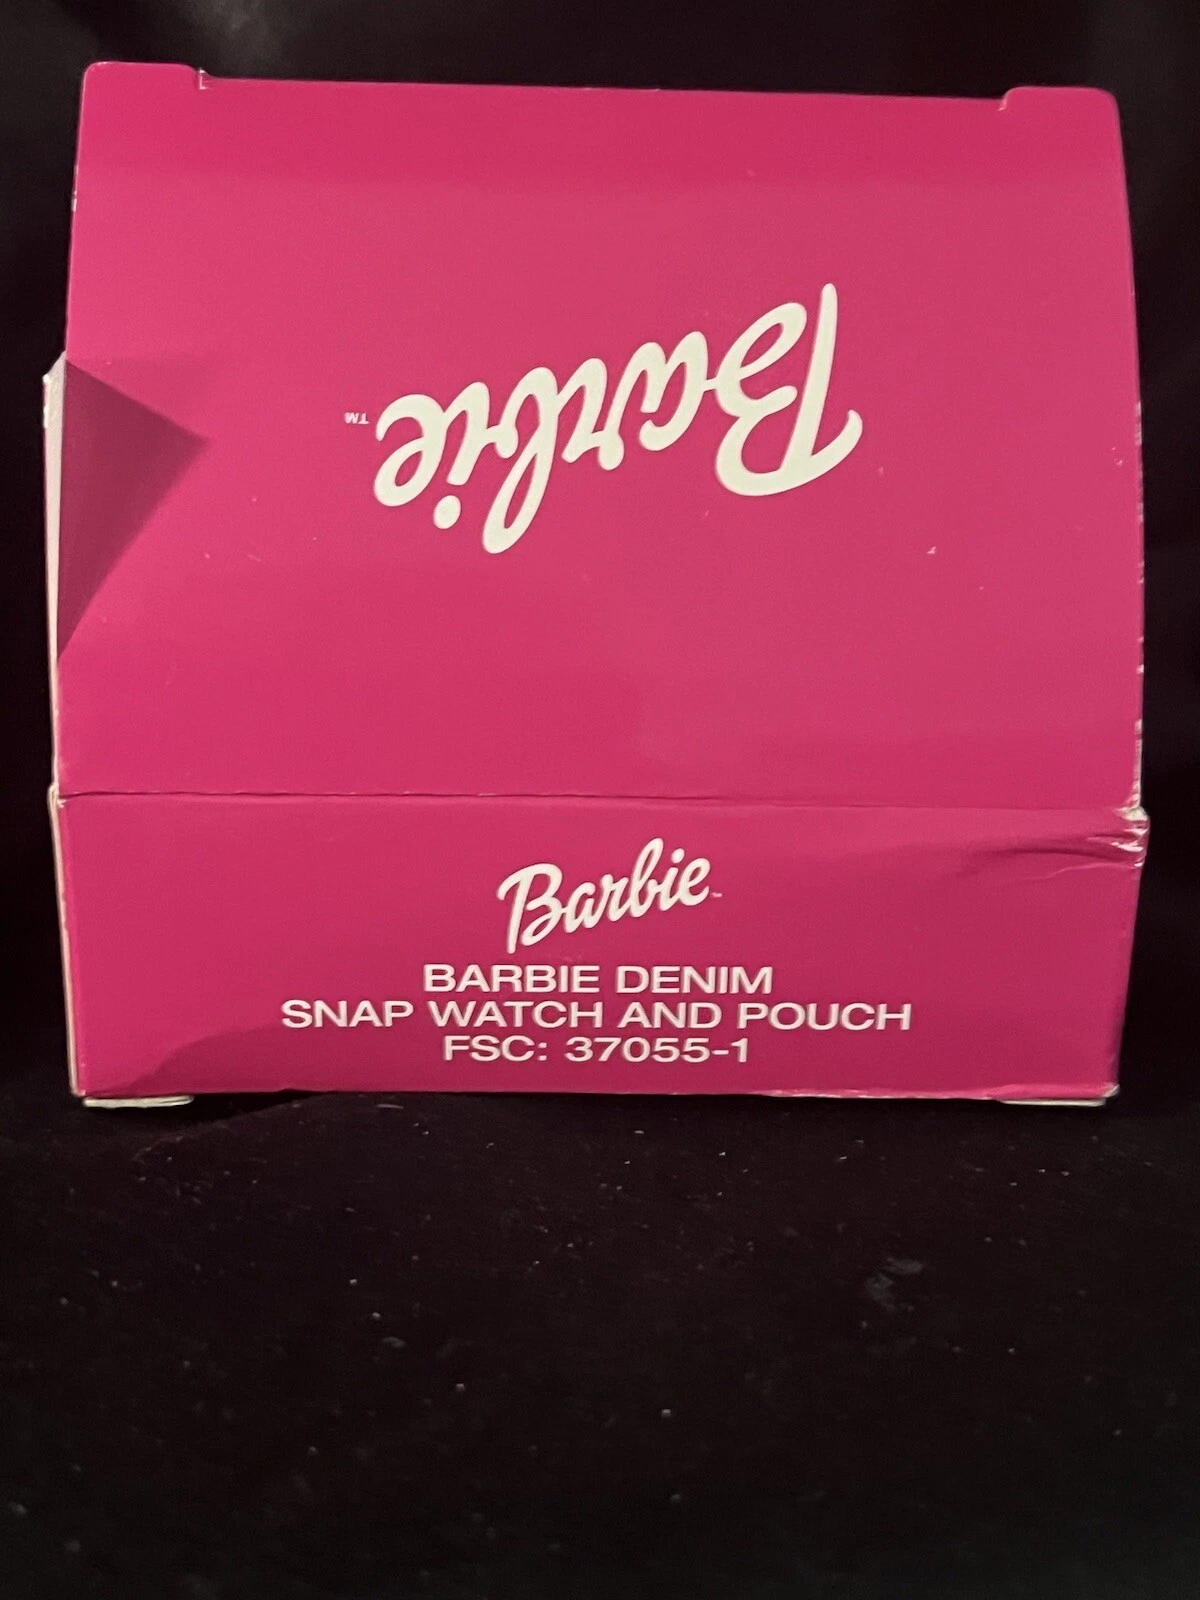 Barbie™
Barbie™
BARBIE DENIM
SNAP WATCH AND POUCH
FSC: 37055-1